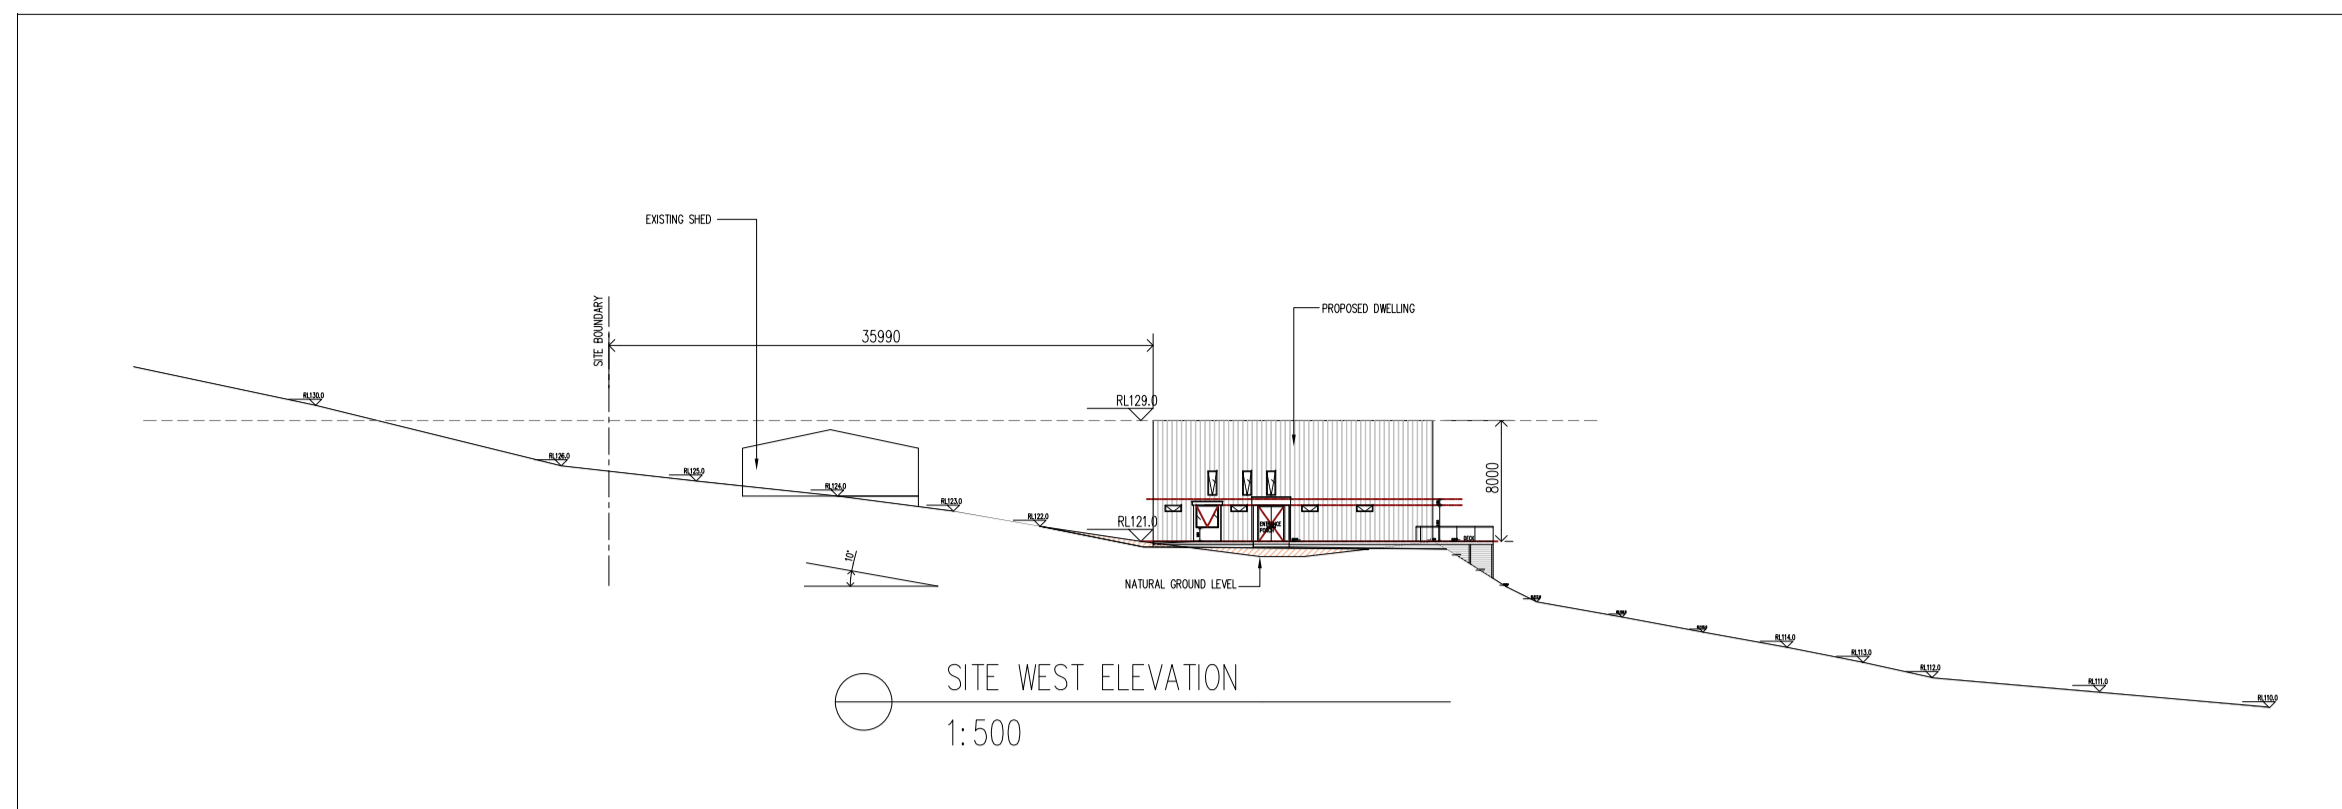 EXISTING SHED
SITE BOUNDARY
PROPOSED DWELLING
35990
RL130.0
RL129.0
RL126.0
RL125.0
8000
RL124.0
RL123.0
RL122.0
RL121.0
ENTRANCE
DECK
10°
NATURAL GROUND LEVEL
RL114.0
RL113.0
RL112.0
RL111.0
RL110.0
SITE WEST ELEVATION
1:500